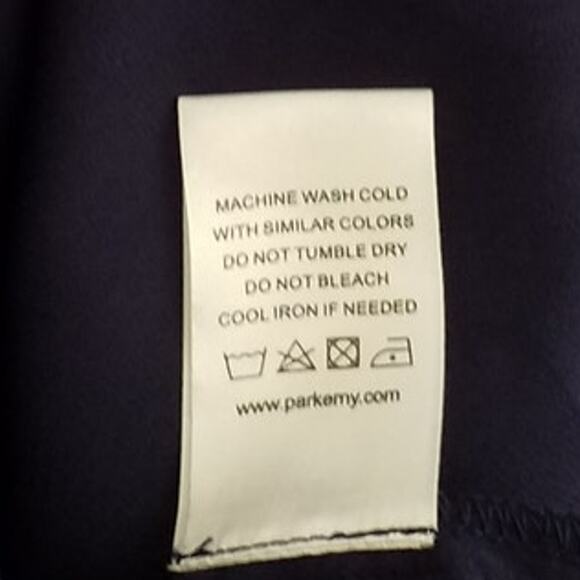 MACHINE WASH COLD
WITH SIMILAR COLORS
DO NOT TUMBLE DRY
DO NOT BLEACH
COOL IRON IF NEEDED
www.parkemy.com